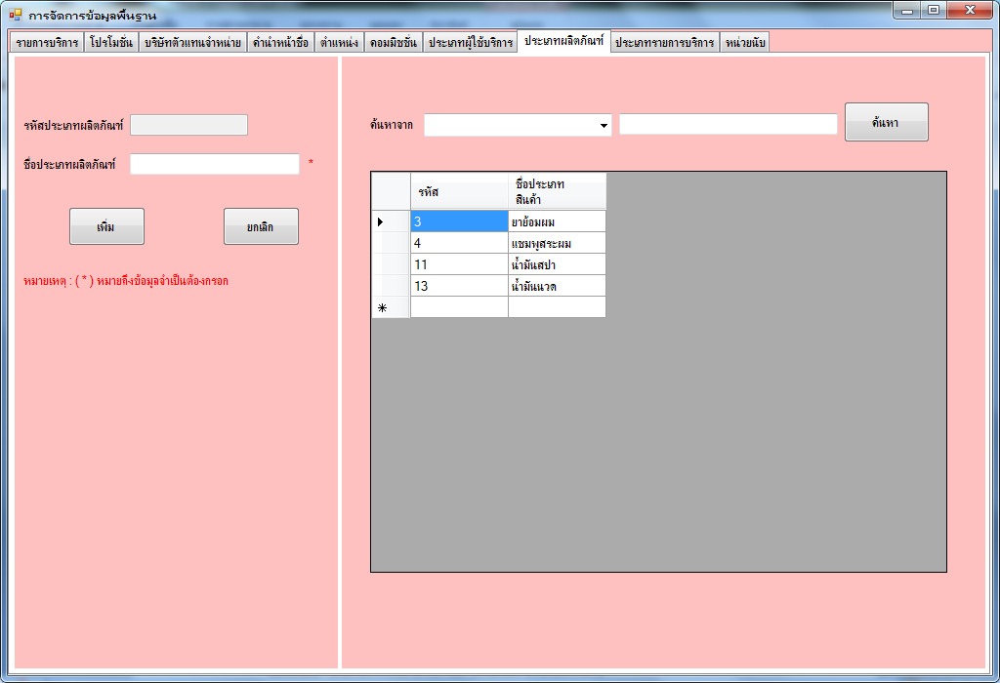 การจัดการข้อมูลพื้นฐาน
รายการบริการ โปรโมชั่น บริษัทตัวแทนจำหน่าย คำนำหน้าชื่อ ตำแหน่ง คอมมิชชั่น ประเภทผู้ใช้บริการ ประเภทผลิตภัณฑ์ ประเภทรายการบริการ หน่วยนับ
รหัสประเภทผลิตภัณฑ์
ชื่อประเภทผลิตภัณฑ์ *
เพิ่ม ยกเลิก
หมายเหตุ : ( * ) หมายถึงข้อมูลจำเป็นต้องกรอก
ค้นหาจาก ค้นหา
รหัส ชื่อประเภท
สินค้า
3 ยาย้อมผม
4 แชมพูสระผม
11 น้ำมันสปา
13 น้ำมันนวด